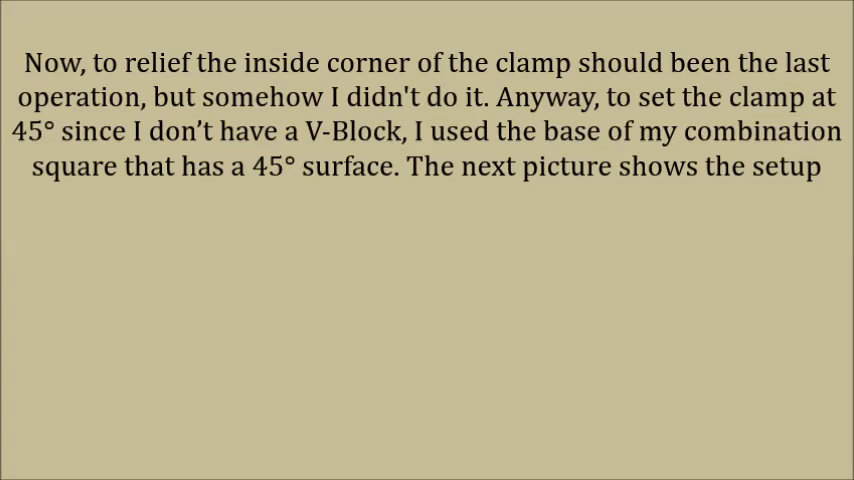 Now, to relief the inside corner of the clamp should been the last
operation, but somehow I didn't do it. Anyway, to set the clamp at
45° since I don’t have a V-Block, I used the base of my combination
square that has a 45° surface. The next picture shows the setup